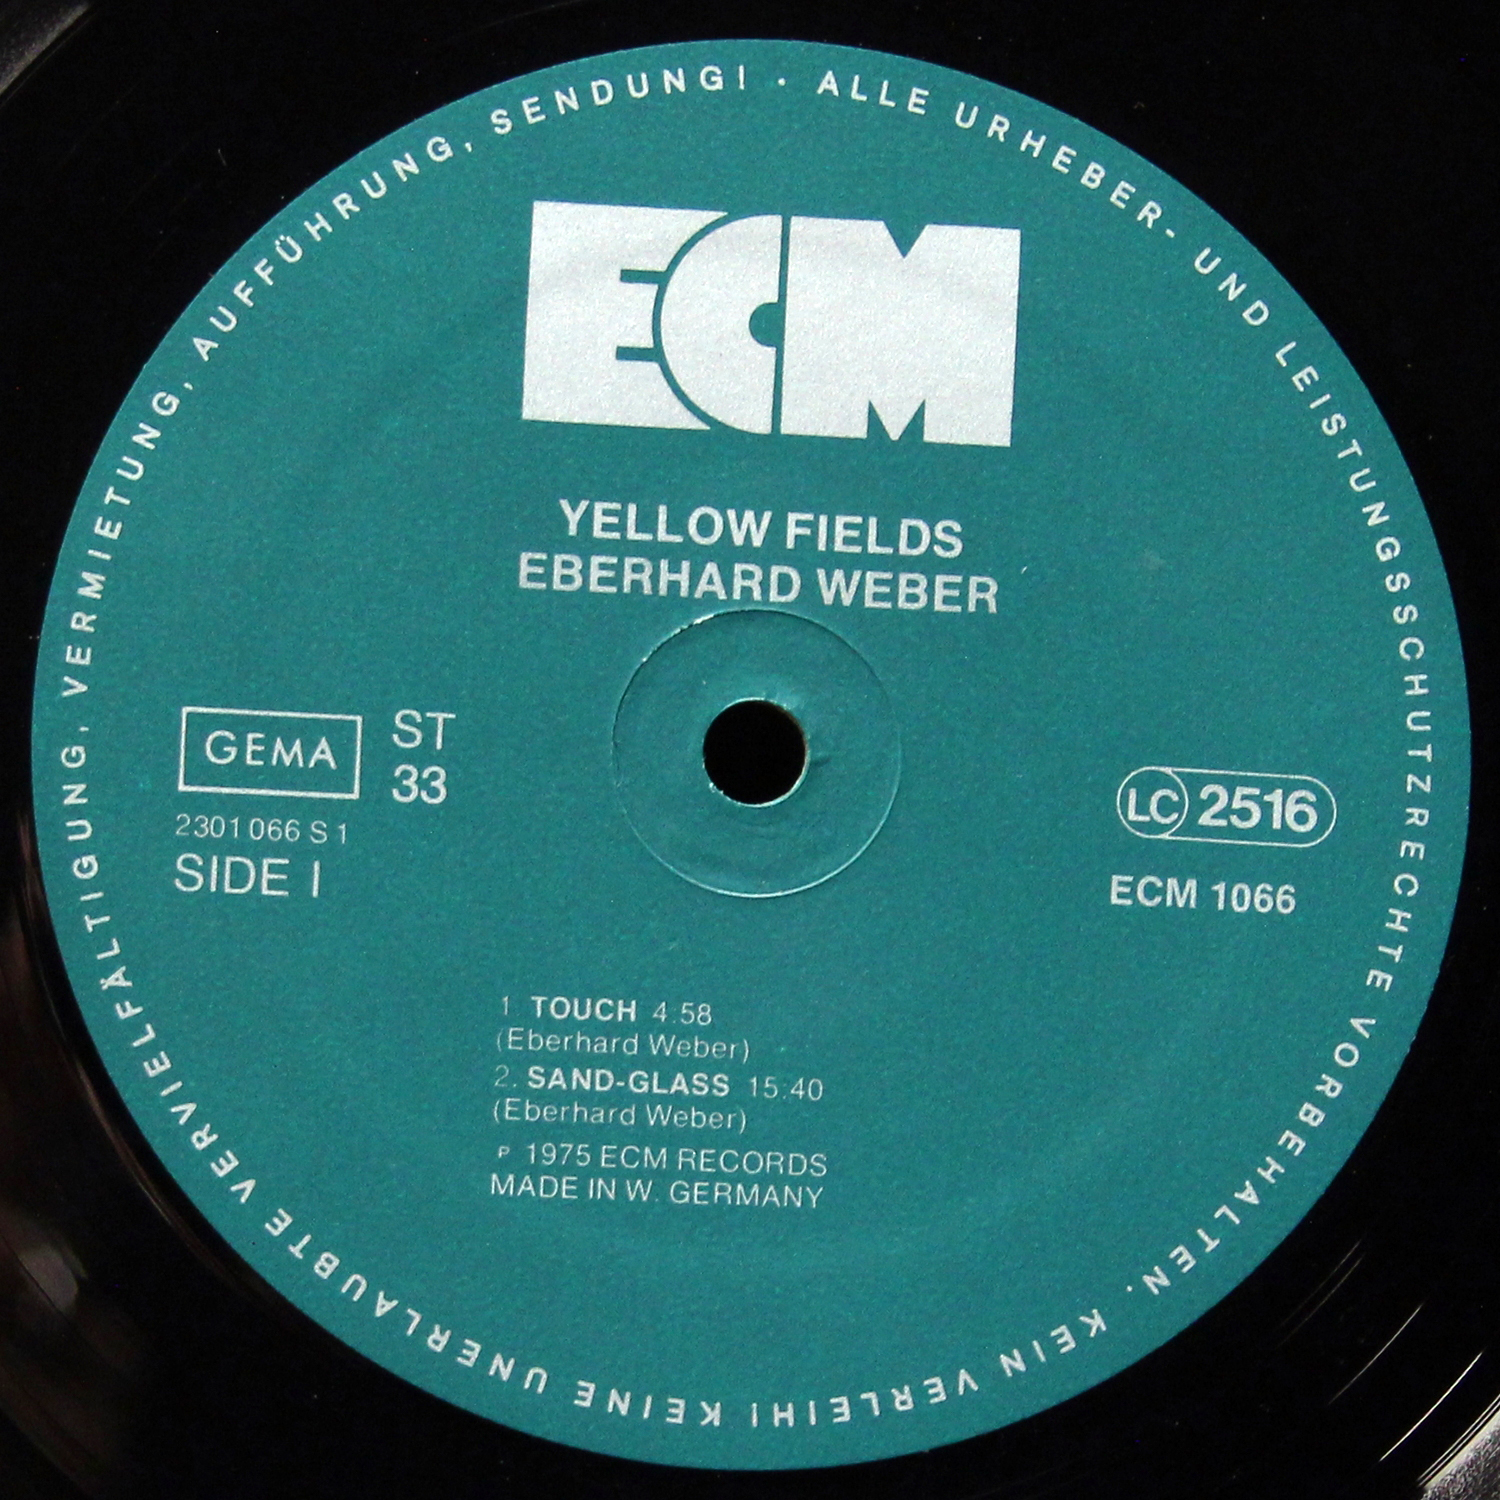 ALLE URHEBER- UND LEISTUNGSSCHUTZRECHTE VORBEHALTEN. KEIN VERLEIH! KEINE UNERLAUBTE VERVIELFÄLTIGUNG, VERMIETUNG, AUFFÜHRUNG, SENDUNG! ·
ECM
YELLOW FIELDS
EBERHARD WEBER
GEMA
ST
33
2301066 S 1
SIDE I
LC 2516
ECM 1066
1. TOUCH 4:58
(Eberhard Weber)
2. SAND-GLASS 15:40
(Eberhard Weber)
P 1975 ECM RECORDS
MADE IN W. GERMANY